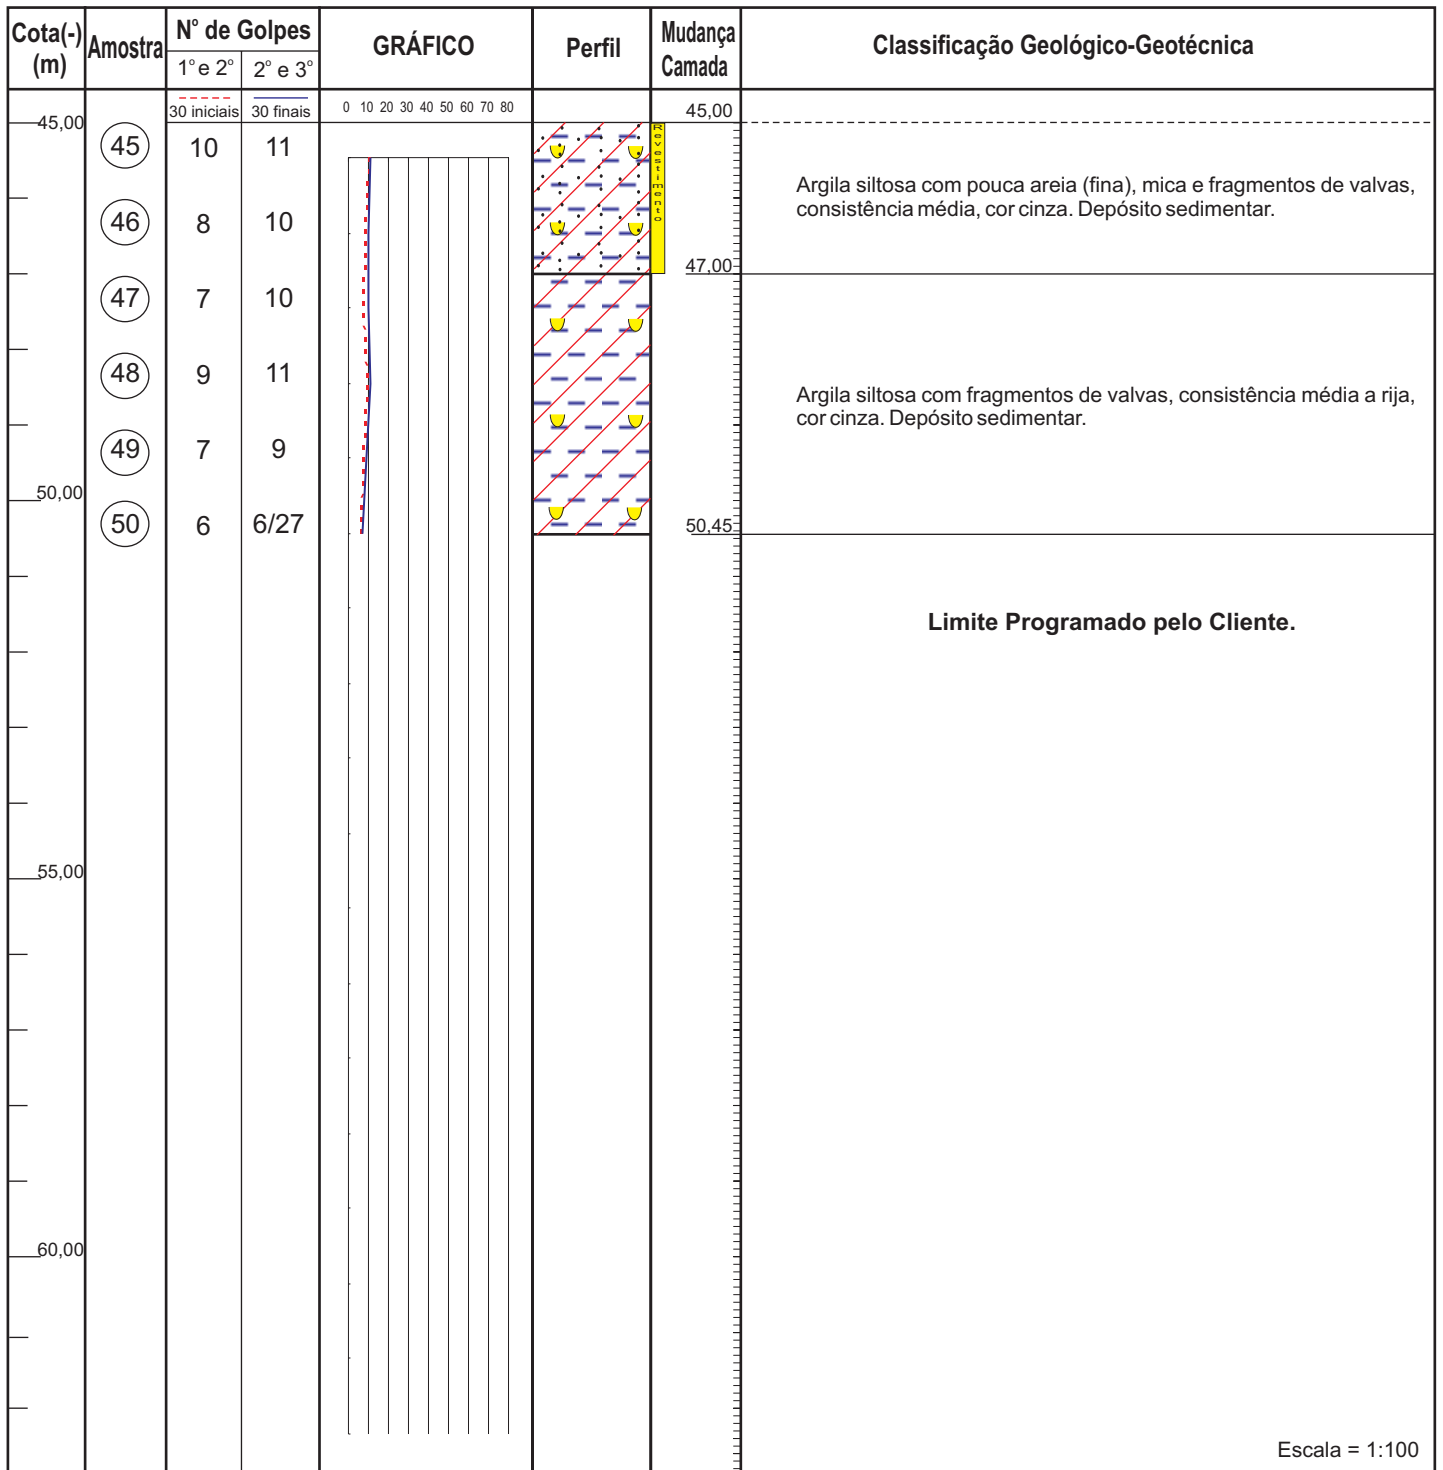 Cota(-) (m)
Amostra
N° de Golpes
1° e 2°
2° e 3°
GRÁFICO
Perfil
Mudança Camada
Classificação Geológico-Geotécnica
30 iniciais
30 finais
0 10 20 30 40 50 60 70 80
45,00
45,00
45 10 11
Revestimento
Argila siltosa com pouca areia (fina), mica e fragmentos de valvas,
consistência média, cor cinza. Depósito sedimentar.
46 8 10
47,00
47 7 10
48 9 11
Argila siltosa com fragmentos de valvas, consistência média a rija,
cor cinza. Depósito sedimentar.
49 7 9
50,00
50 6 6/27
50,45
Limite Programado pelo Cliente.
55,00
60,00
Escala = 1:100